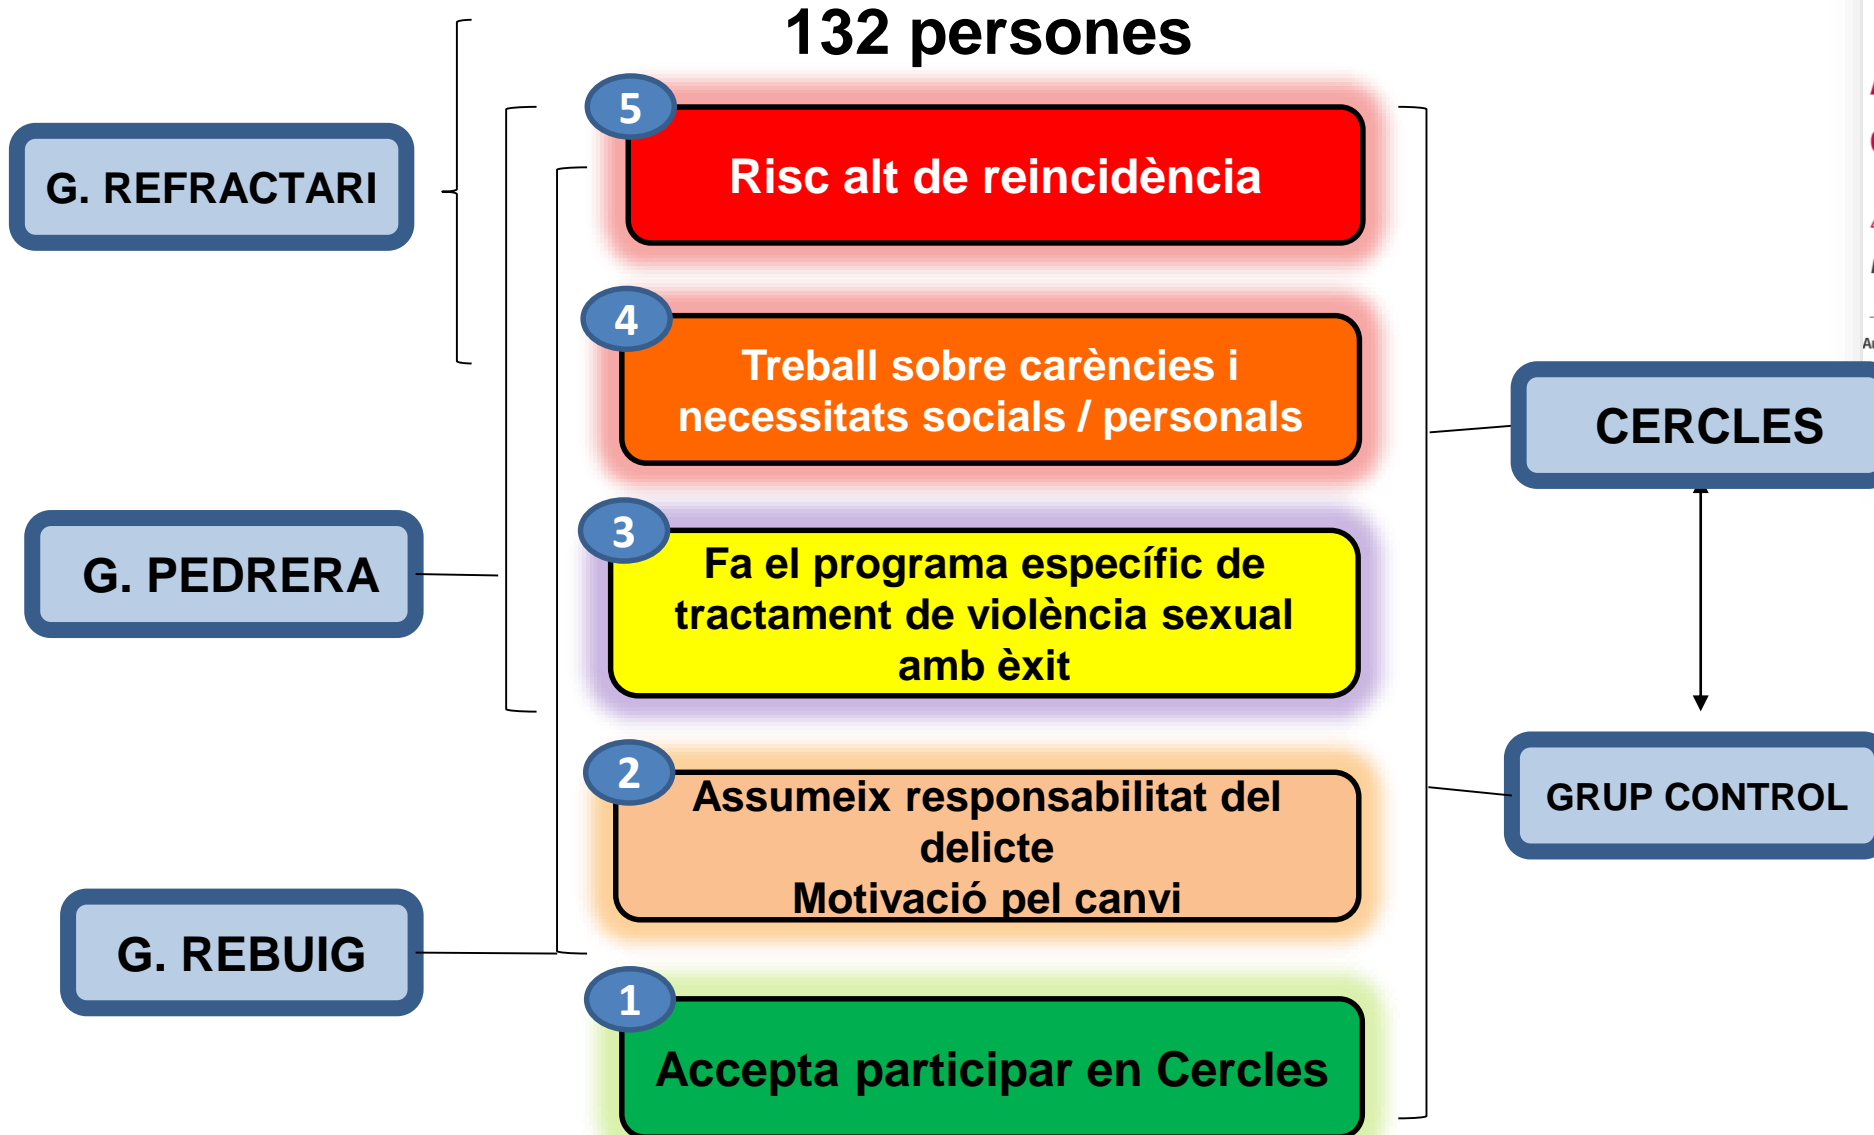 132 persones
5
Risc alt de reincidència
G. REFRACTARI
4
Treball sobre carències i
necessitats socials / personals
CERCLES
3
Fa el programa específic de
tractament de violència sexual
amb èxit
G. PEDRERA
2
Assumeix responsabilitat del
delicte
Motivació pel canvi
GRUP CONTROL
G. REBUIG
1
Accepta participar en Cercles